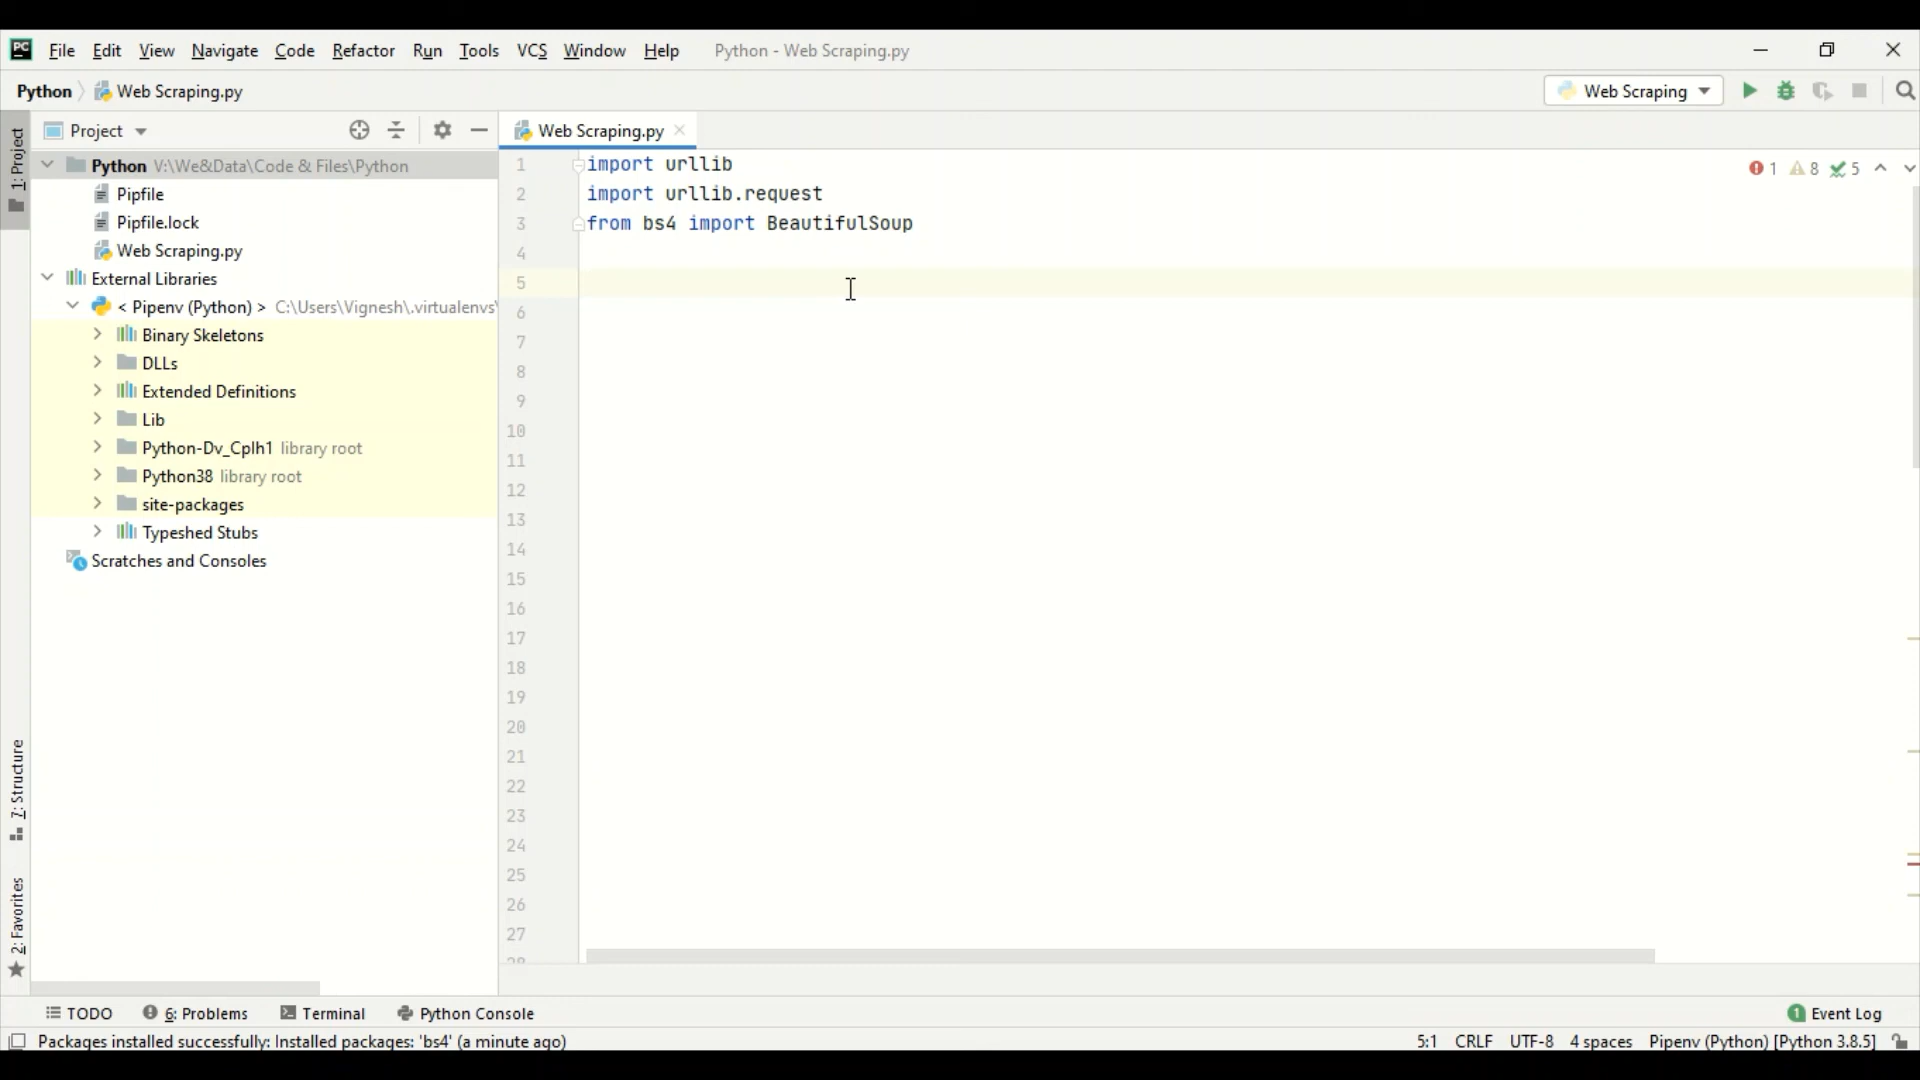 PC File Edit View Navigate Code Refactor Run Tools VCS Window Help Python - Web Scraping.py
Python Web Scraping.py Web Scraping
1: Project
Project
Web Scraping.py
Python V:\We&Data\Code & Files\Python
Pipfile
Pipfile.lock
Web Scraping.py
External Libraries
< Pipenv (Python) > C:\Users\Vignesh\.virtualenvs\
Binary Skeletons
DLLs
Extended Definitions
Lib
Python-Dv_Cplh1 library root
Python38 library root
site-packages
Typeshed Stubs
Scratches and Consoles
7: Structure
2: Favorites
1 import urllib
2 import urllib.request
3 from bs4 import BeautifulSoup
4
5
6
7
8
9
10
11
12
13
14
15
16
17
18
19
20
21
22
23
24
25
26
27
28
1 8 5
TODO 6: Problems Terminal Python Console 1 Event Log
Packages installed successfully: Installed packages: 'bs4' (a minute ago) 5:1 CRLF UTF-8 4 spaces Pipenv (Python) [Python 3.8.5]